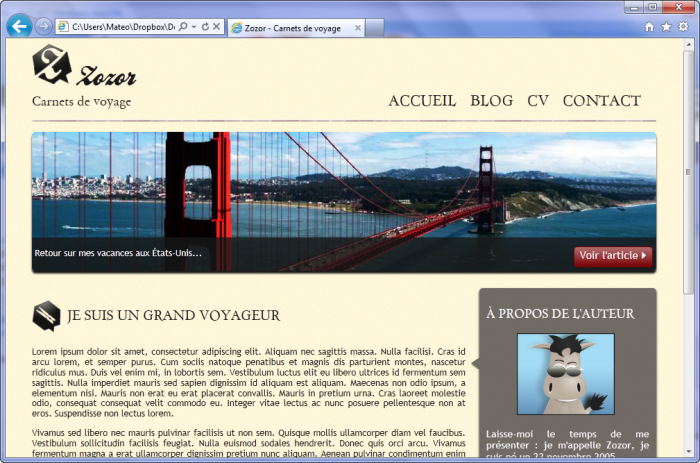 C:\Users\Mateo\Dropbox\D
Zozor - Carnets de voyage
Zozor
Carnets de voyage
ACCUEIL BLOG CV CONTACT
Retour sur mes vacances aux États-Unis...
Voir l'article
JE SUIS UN GRAND VOYAGEUR
Lorem ipsum dolor sit amet, consectetur adipiscing elit. Aliquam nec sagittis massa. Nulla facilisi. Cras id
arcu lorem, et semper purus. Cum sociis natoque penatibus et magnis dis parturient montes, nascetur
ridiculus mus. Duis vel enim mi, in lobortis sem. Vestibulum luctus elit eu libero ultrices id fermentum sem
sagittis. Nulla imperdiet mauris sed sapien dignissim id aliquam est aliquam. Maecenas non odio ipsum, a
elementum nisi. Mauris non erat eu erat placerat convallis. Mauris in pretium urna. Cras laoreet molestie
odio, consequat consequat velit commodo eu. Integer vitae lectus ac nunc posuere pellentesque non at
eros. Suspendisse non lectus lorem.
Vivamus sed libero nec mauris pulvinar facilisis ut non sem. Quisque mollis ullamcorper diam vel faucibus.
Vestibulum sollicitudin facilisis feugiat. Nulla euismod sodales hendrerit. Donec quis orci arcu. Vivamus
fermentum magna a erat ullamcorper dignissim pretium nunc aliquam. Aenean pulvinar condimentum enim
À PROPOS DE L'AUTEUR
Laisse-moi le temps de me
présenter : je m'appelle Zozor, je
suis né un 23 novembre 2005.